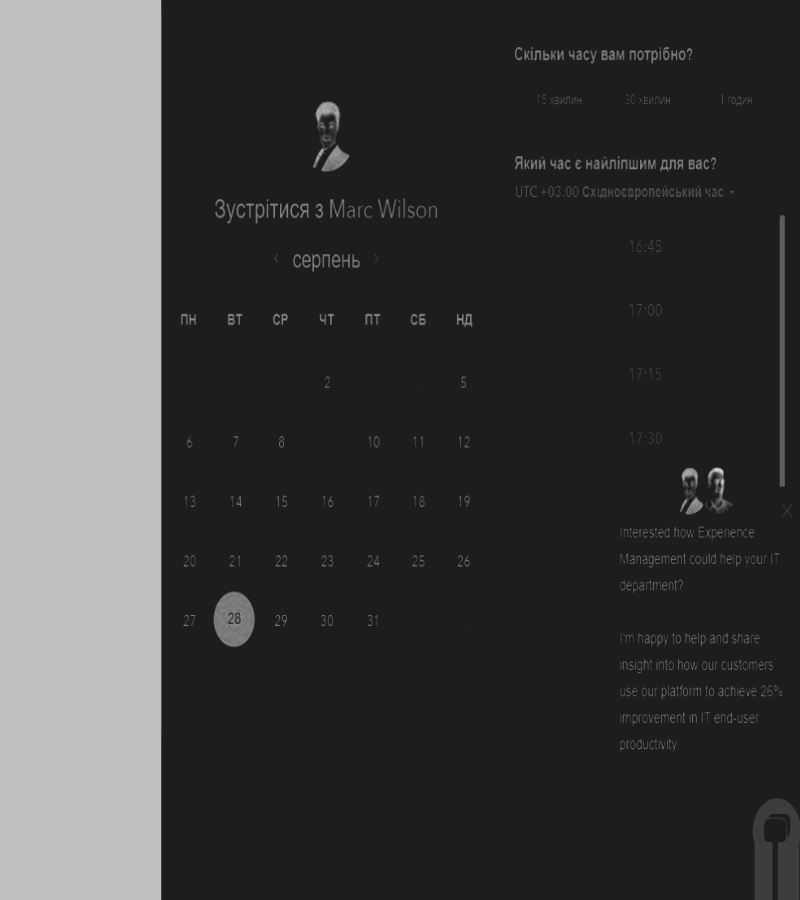 Зустрітися з Marc Wilson
серпень
ПН ВТ СР ЧТ ПТ СБ НД
2 5
6 7 8 10 11 12
13 14 15 16 17 18 19
20 21 22 23 24 25 26
27 28 29 30 31
Скільки часу вам потрібно?
15 хвилин 30 хвилин 1 годин
Який час є найліпшим для вас?
UTC +03:00 Східноєвропейський час
16:45
17:00
17:15
17:30
Interested how Experience
Management could help your IT
department?
I'm happy to help and share
insight into how our customers
use our platform to achieve 26%
improvement in IT end-user
productivity